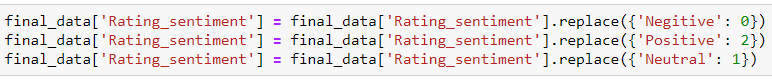 final_data['Rating_sentiment'] = final_data['Rating_sentiment'].replace({'Negitive': 0})
final_data['Rating_sentiment'] = final_data['Rating_sentiment'].replace({'Positive': 2})
final_data['Rating_sentiment'] = final_data['Rating_sentiment'].replace({'Neutral': 1})